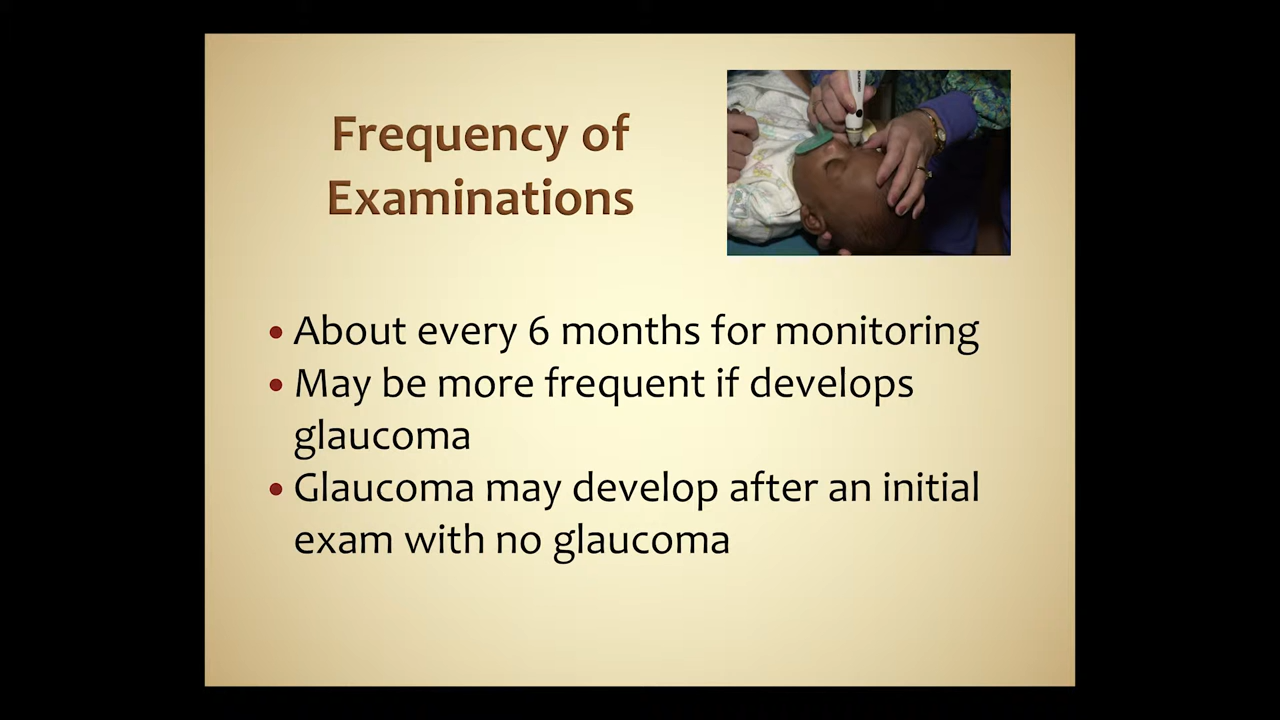 Frequency of
Examinations
• About every 6 months for monitoring
• May be more frequent if develops
glaucoma
• Glaucoma may develop after an initial
exam with no glaucoma